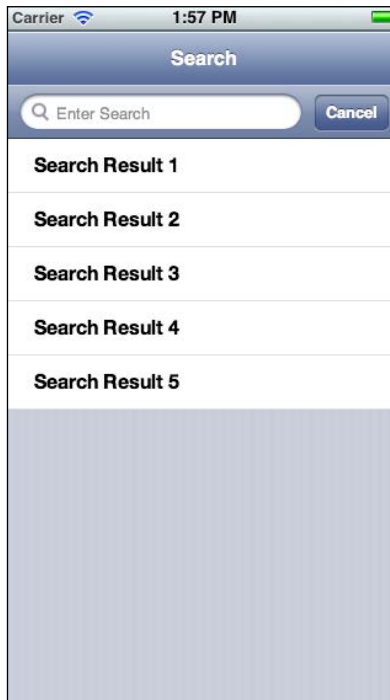 Carrier 1:57 PM
Search
Enter Search Cancel
Search Result 1
Search Result 2
Search Result 3
Search Result 4
Search Result 5